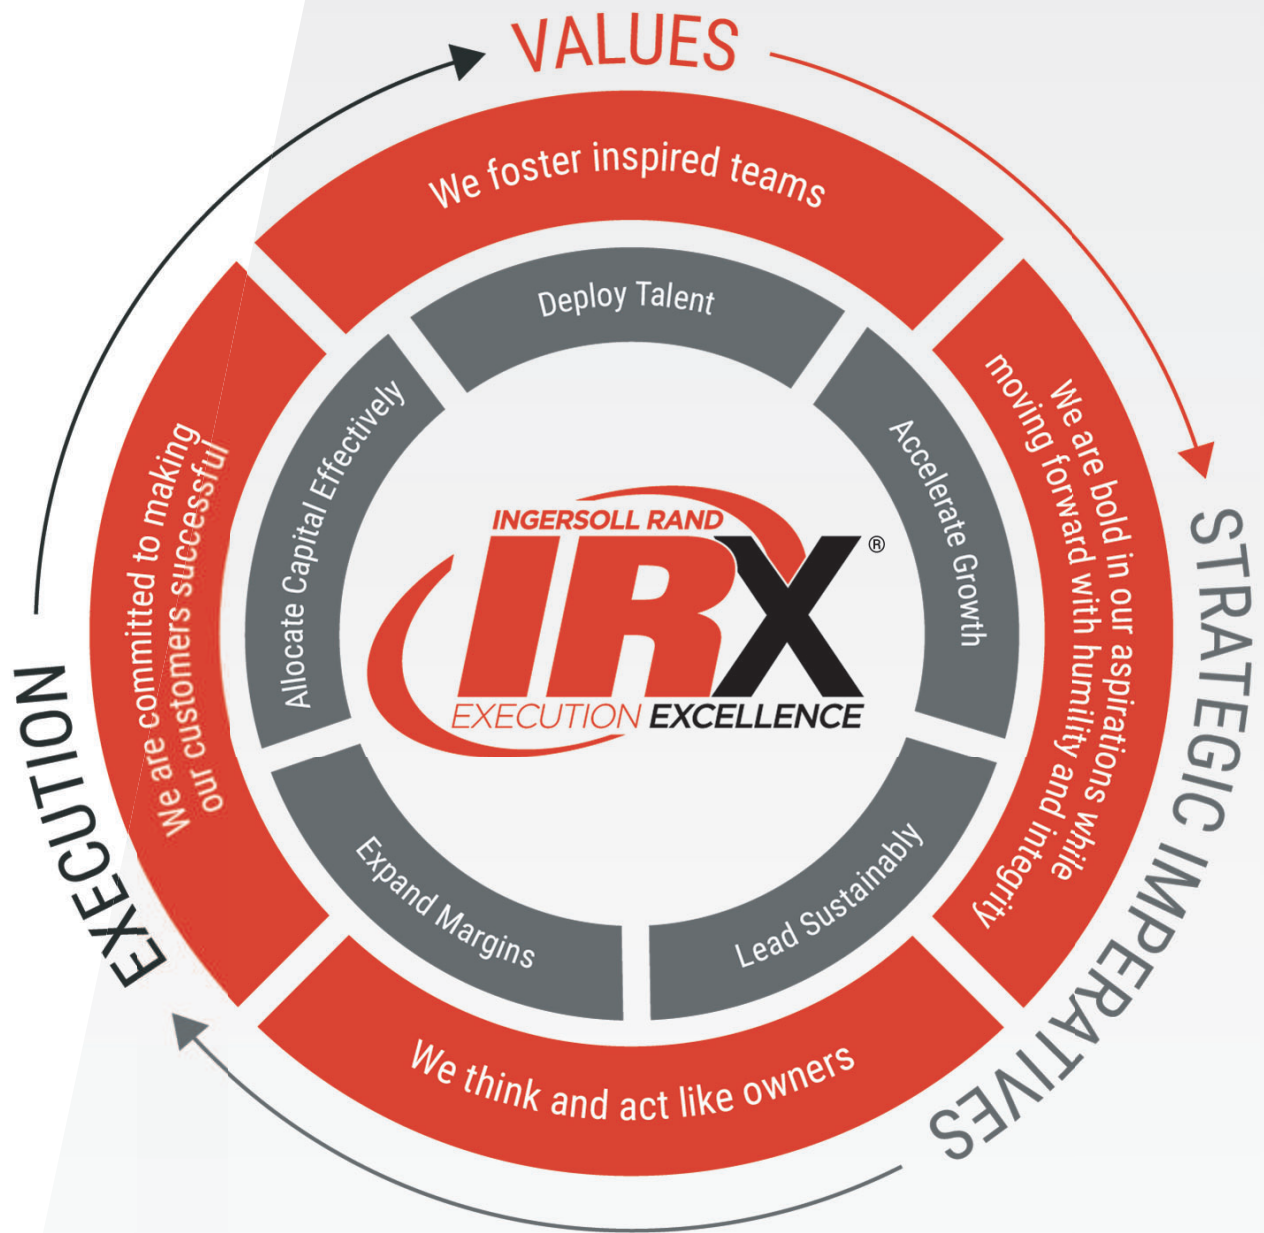 VALUES
We foster inspired teams
Deploy Talent
We are bold in our aspirations while
moving forward with humility and integrity
Accelerate Growth
STRATEGIC IMPERATIVES
Lead Sustainably
We think and act like owners
Expand Margins
EXECUTION
We are committed to making
our customers successful
Allocate Capital Effectively
INGERSOLL RAND
IRX ®
EXECUTION EXCELLENCE